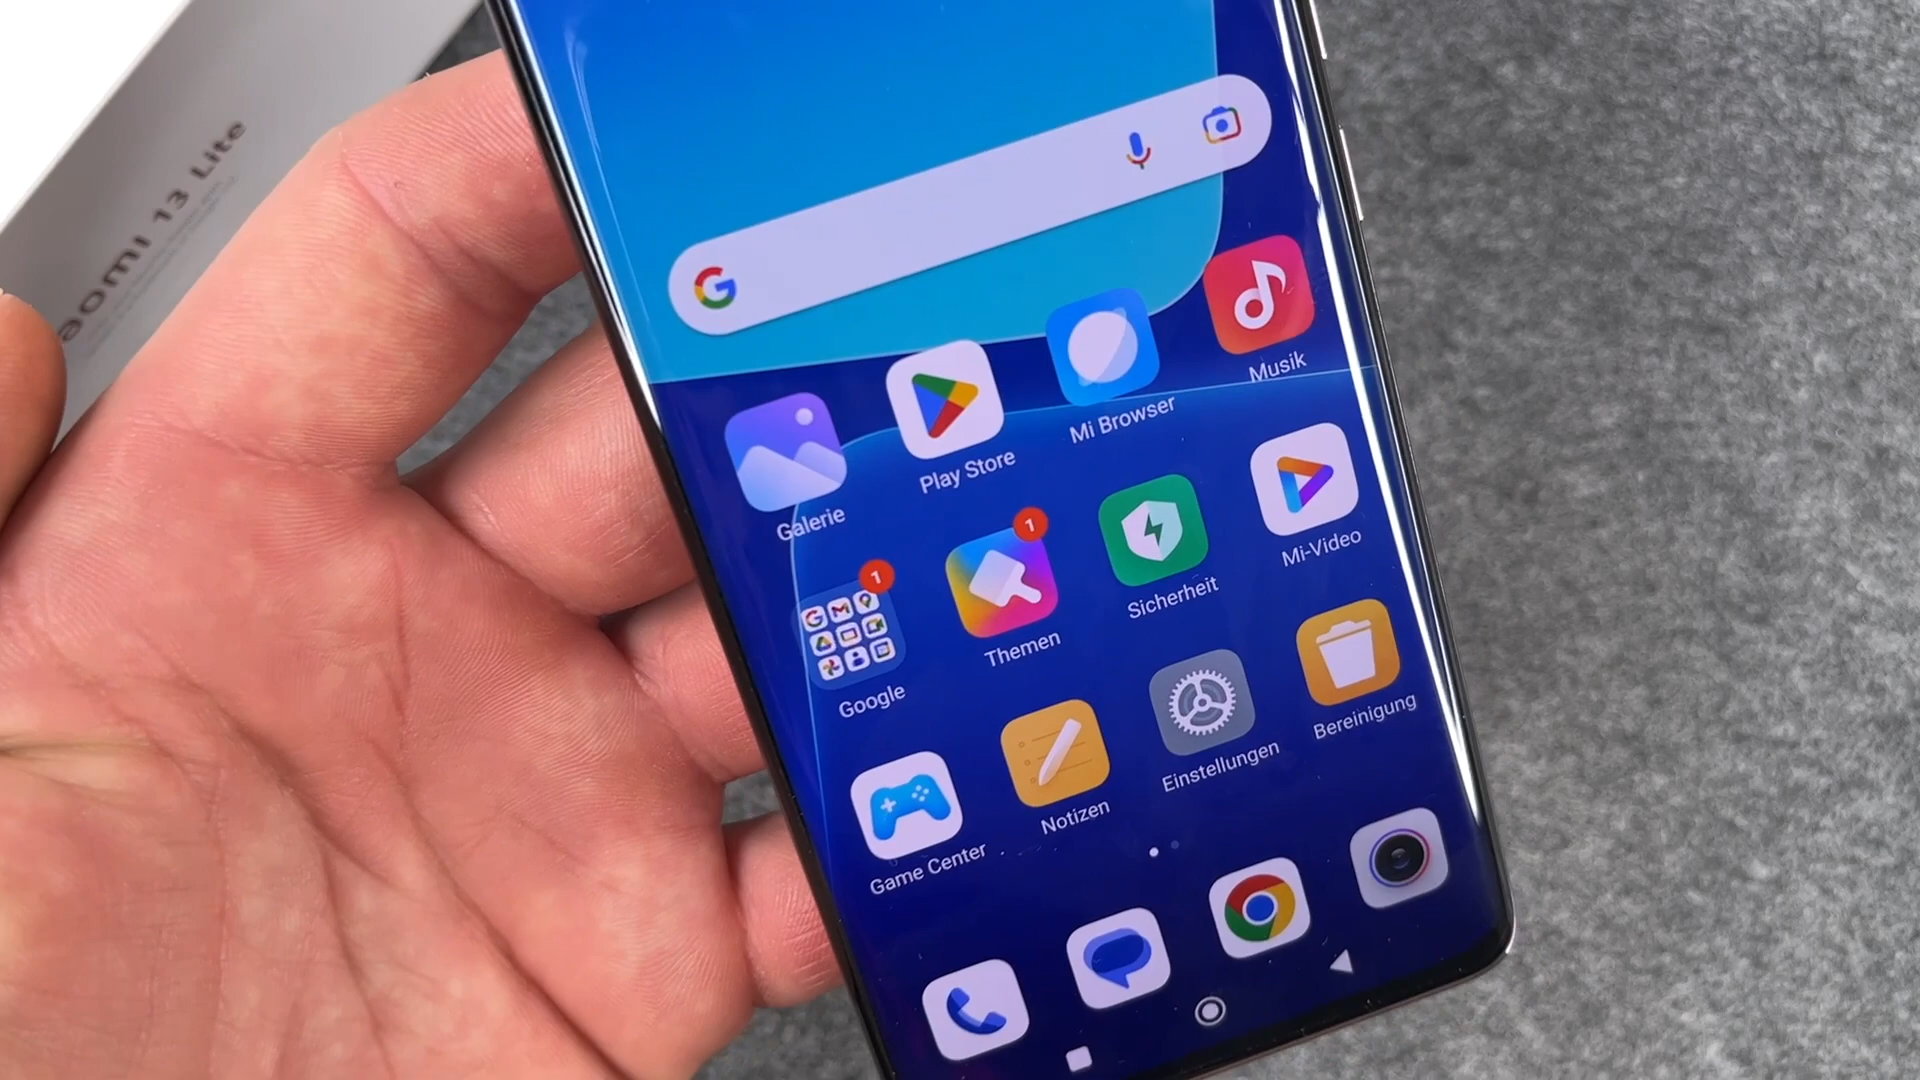 aomi 13 Lite
G
Galerie
Play Store
Mi Browser
Musik
1
Google
1
Themen
Sicherheit
Mi-Video
Game Center
Notizen
Einstellungen
Bereinigung